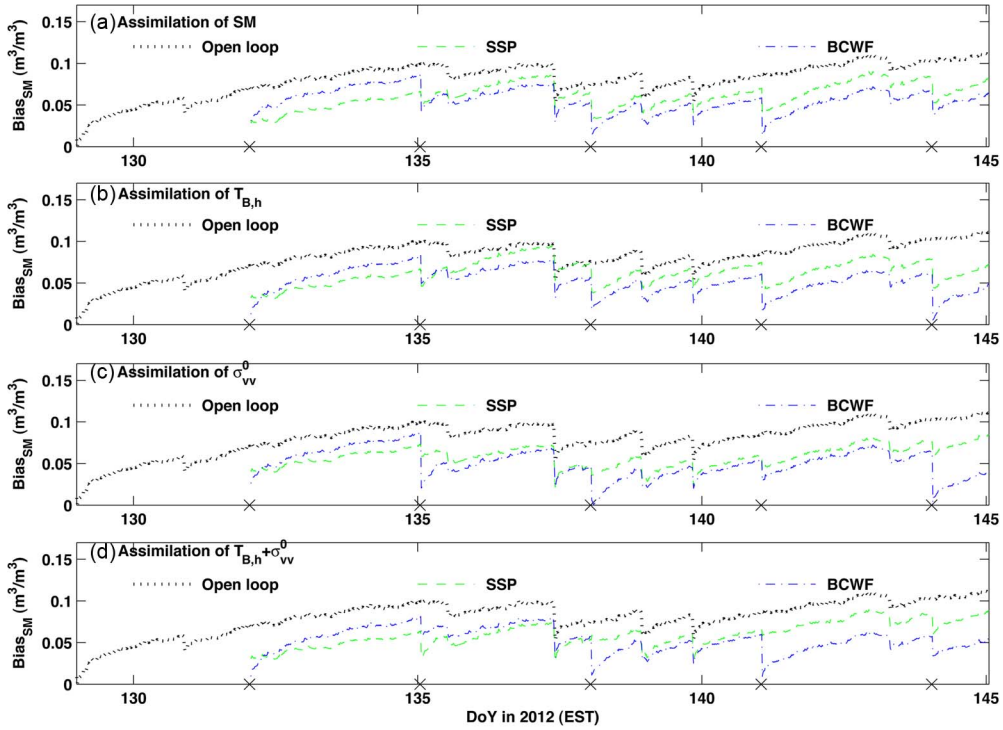 (a) Assimilation of SM
Open loop SSP BCWF
Bias_SM (m³/m³)
0.15
0.1
0.05
0
130 135 140 145
(b) Assimilation of T_B,h
Open loop SSP BCWF
Bias_SM (m³/m³)
0.15
0.1
0.05
0
130 135 140 145
(c) Assimilation of σ⁰_vv
Open loop SSP BCWF
Bias_SM (m³/m³)
0.15
0.1
0.05
0
130 135 140 145
(d) Assimilation of T_B,h+σ⁰_vv
Open loop SSP BCWF
Bias_SM (m³/m³)
0.15
0.1
0.05
0
130 135 140 145
DoY in 2012 (EST)